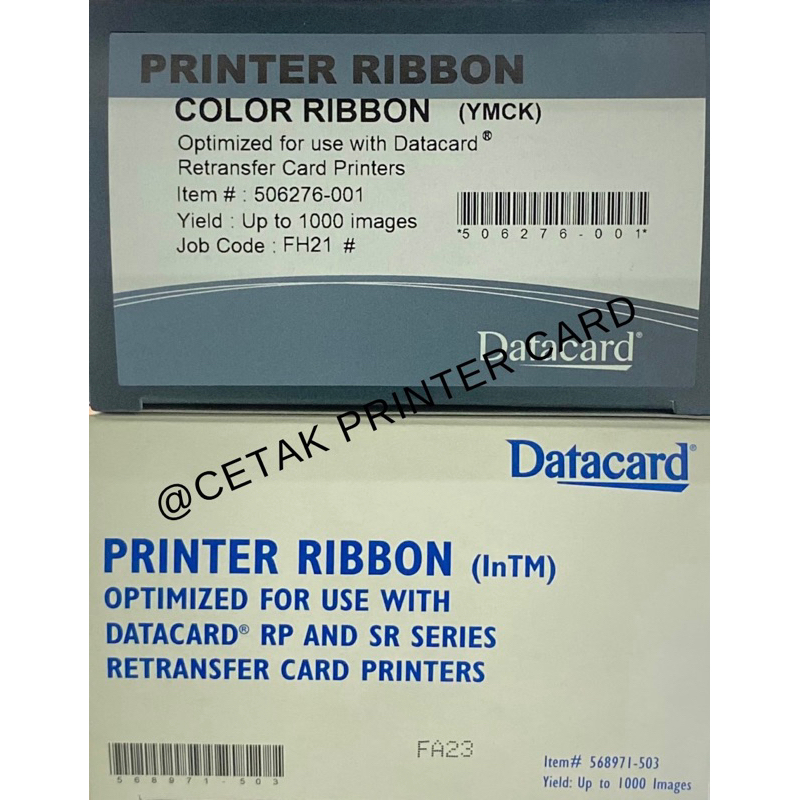 PRINTER RIBBON
COLOR RIBBON (YMCK)
Optimized for use with Datacard®
Retransfer Card Printers
Item # : 506276-001
Yield : Up to 1000 images
Job Code : FH21 #
*506276-001*
Datacard®
@CETAK PRINTER CARD
Datacard®
PRINTER RIBBON (InTM)
OPTIMIZED FOR USE WITH
DATACARD® RP AND SR SERIES
RETRANSFER CARD PRINTERS
568971-503
FA23
Item# 568971-503
Yield: Up to 1000 Images